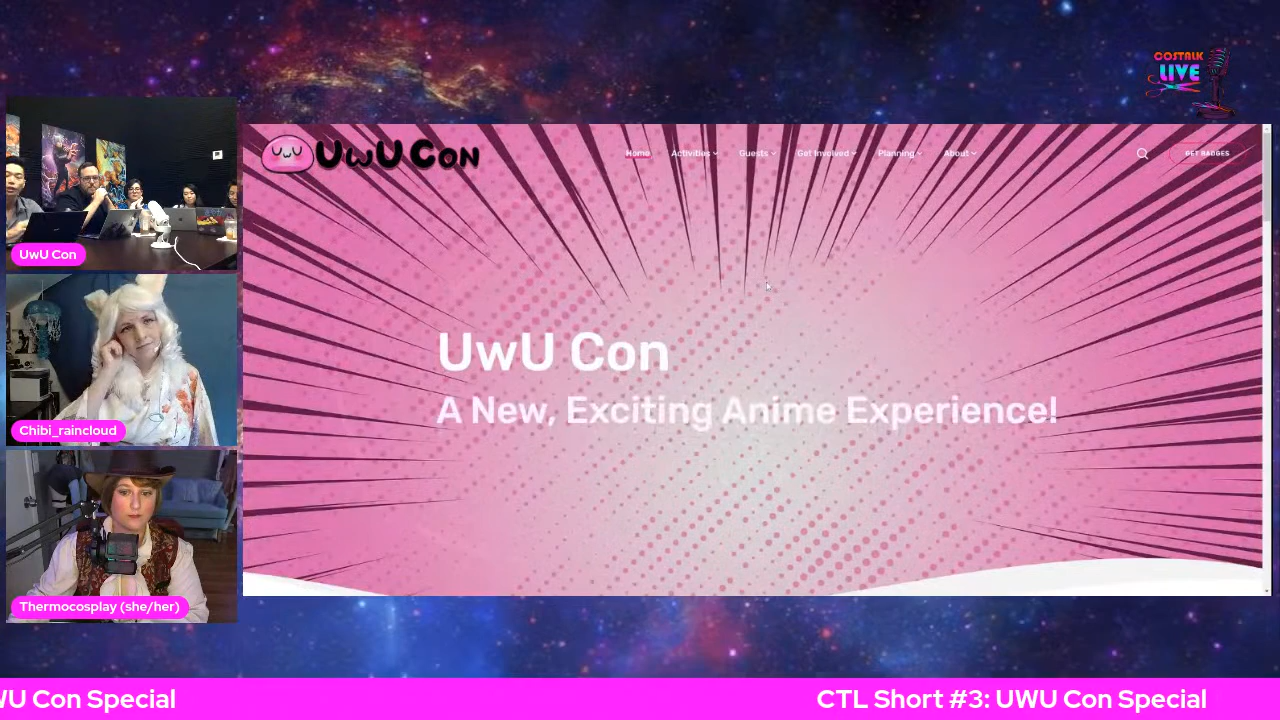 COSTALK
LIVE
UwU Con
Home
Activities
Guests
Get Involved
Planning
About
GET BADGES
UwU Con
A New, Exciting Anime Experience!
UwU Con
Chibi_raincloud
Thermocosplay (she/her)
WU Con Special
CTL Short #3: UWU Con Special